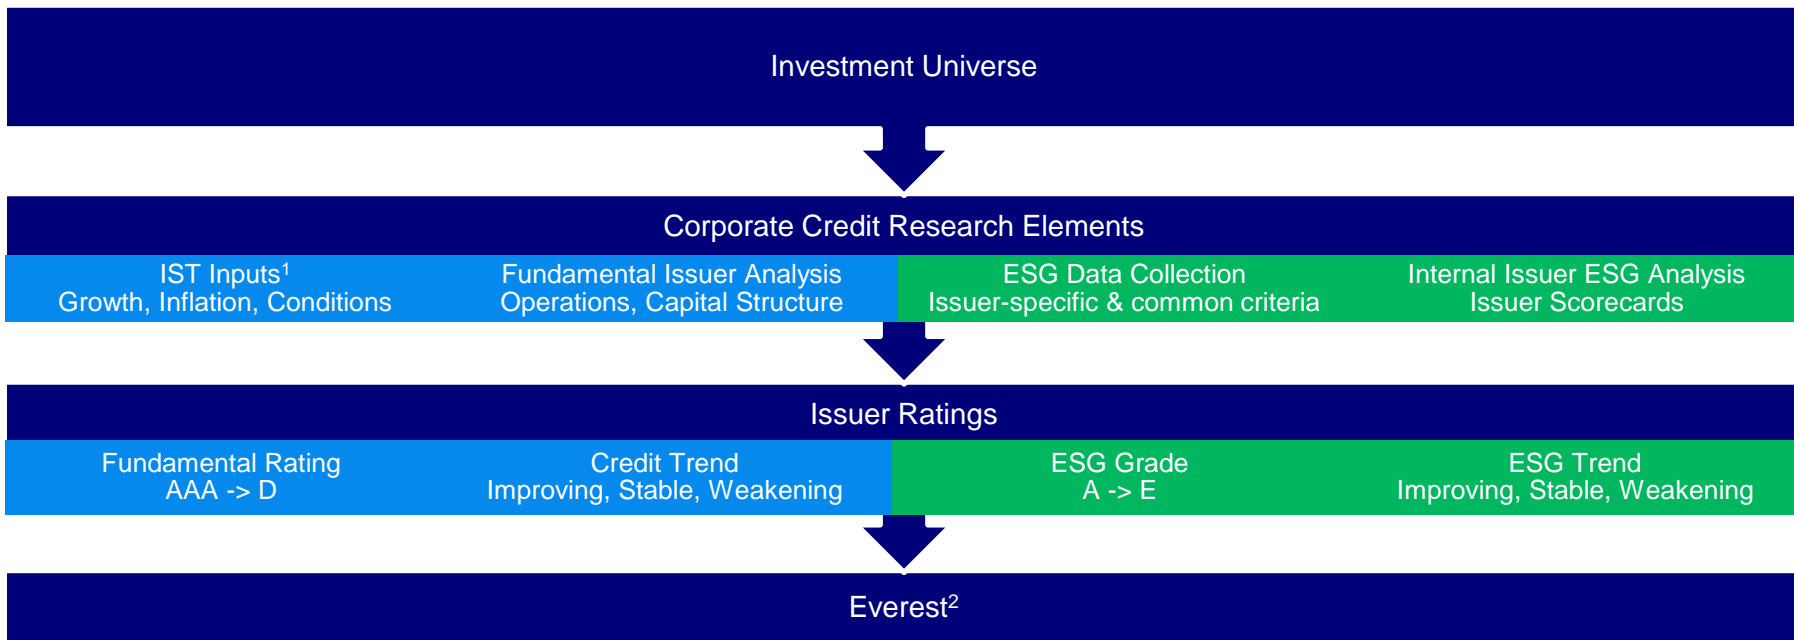 Investment Universe
Corporate Credit Research Elements
IST Inputs¹
Growth, Inflation, Conditions
Fundamental Issuer Analysis
Operations, Capital Structure
ESG Data Collection
Issuer-specific & common criteria
Internal Issuer ESG Analysis
Issuer Scorecards
Issuer Ratings
Fundamental Rating
AAA -> D
Credit Trend
Improving, Stable, Weakening
ESG Grade
A -> E
ESG Trend
Improving, Stable, Weakening
Everest²